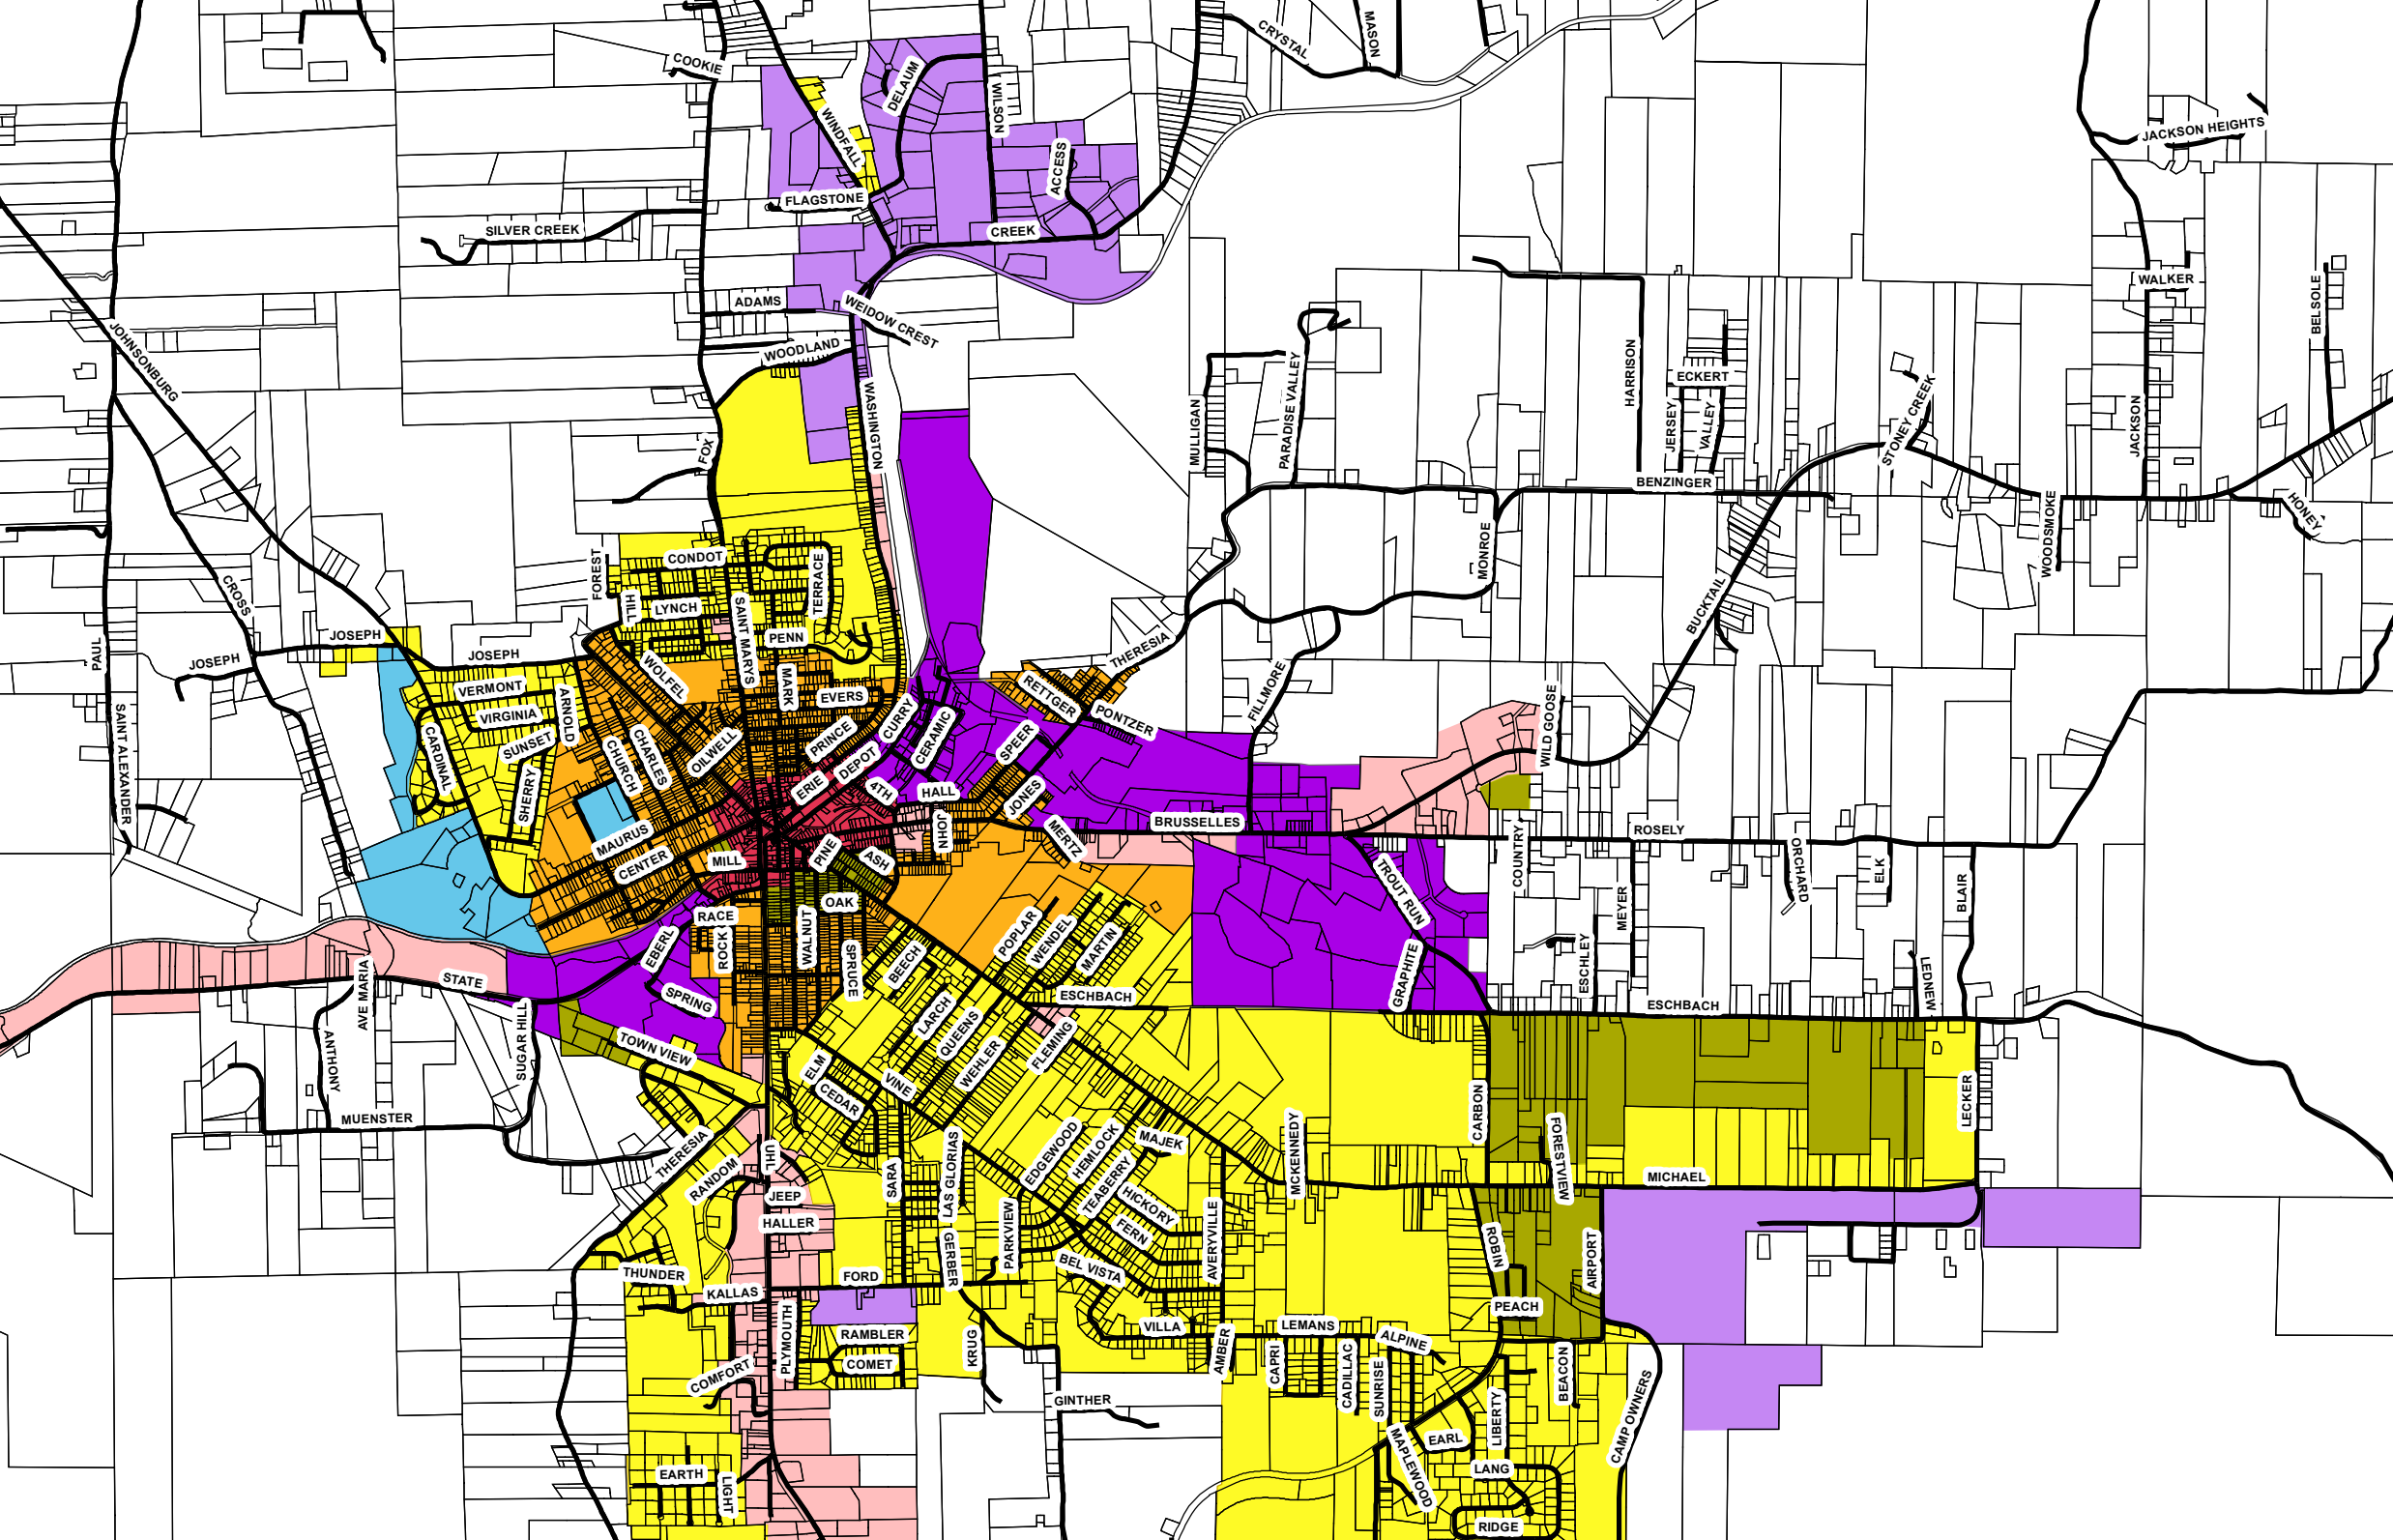 CRYSTAL
MASON
COOKIE
DELAUM
WILSON
WINDFALL
JACKSON HEIGHTS
ACCESS
FLAGSTONE
SILVER CREEK
CREEK
WALKER
BELSOLE
ADAMS
WEIDOW CREST
JOHNSONBURG
WOODLAND
HARRISON
ECKERT
WASHINGTON
MULLIGAN
PARADISE VALLEY
JERSEY
VALLEY
STONEY CREEK
JACKSON
FOX
BENZINGER
HONEY
WOODSMOKE
MONROE
CONDOT
FOREST
TERRACE
CROSS
HILL
LYNCH
SAINT MARYS
BUCKTAIL
PENN
JOSEPH
JOSEPH
JOSEPH
PAUL
THERESIA
WOLFEL
MARK
EVERS
RETTGER
FILLMORE
VERMONT
ARNOLD
VIRGINIA
SUNSET
CURRY
CERAMIC
PONTZER
WILD GOOSE
SAINT ALEXANDER
CARDINAL
CHURCH
CHARLES
OILWELL
PRINCE
DEPOT
SPEER
SHERRY
ERIE
4TH
HALL
JONES
BRUSSELLES
ROSELY
MAURUS
JOHN
MERTZ
CENTER
MILL
PINE
ASH
COUNTRY
ORCHARD
ELK
BLAIR
TROUT RUN
MEYER
RACE
OAK
ROCK
WALNUT
EBERL
POPLAR
WENDEL
MARTIN
SPRUCE
BEECH
ESCHLEY
GRAPHITE
LEDNEW
STATE
AVE MARIA
SPRING
ESCHBACH
ESCHBACH
LARCH
QUEENS
FLEMING
SUGAR HILL
ANTHONY
TOWN VIEW
ELM
WEHLER
VINE
CEDAR
CARBON
LECKER
MUENSTER
MCKENNEDY
FORESTVIEW
EDGEWOOD
HEMLOCK
MAJEK
THERESIA
UHL
RANDOM
SARA
LAS GLORIAS
TEABERRY
MICHAEL
JEEP
HICKORY
HALLER
PARKVIEW
FERN
AVERYVILLE
ROBIN
AIRPORT
GERBER
BEL VISTA
THUNDER
FORD
KALLAS
PEACH
PLYMOUTH
RAMBLER
VILLA
LEMANS
ALPINE
KRUG
AMBER
COMET
CAPRI
CADILLAC
SUNRISE
BEACON
COMFORT
GINTHER
LIBERTY
CAMP OWNERS
EARL
MAPLEWOOD
EARTH
LIGHT
LANG
RIDGE